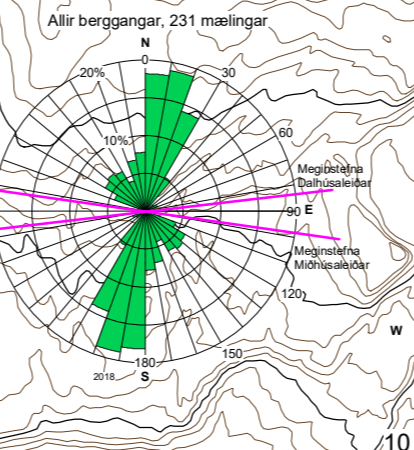 Allir berggangar, 231 mælingar
N
0
20%
30
10%
60
Meginstefna
Dalhúsaleiðar
90 E
Meginstefna
Miðhúsaleiðar
120
W
150
180
2018
S
10